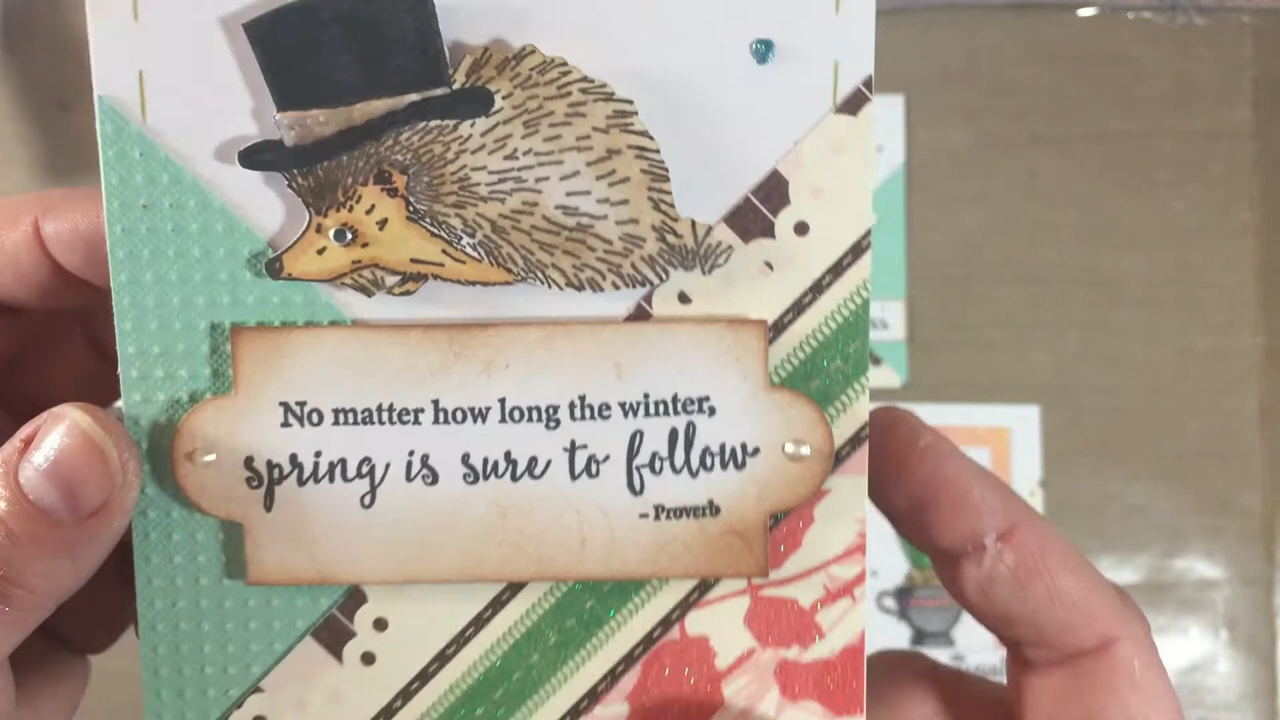 No matter how long the winter,
spring is sure to follow
– Proverb